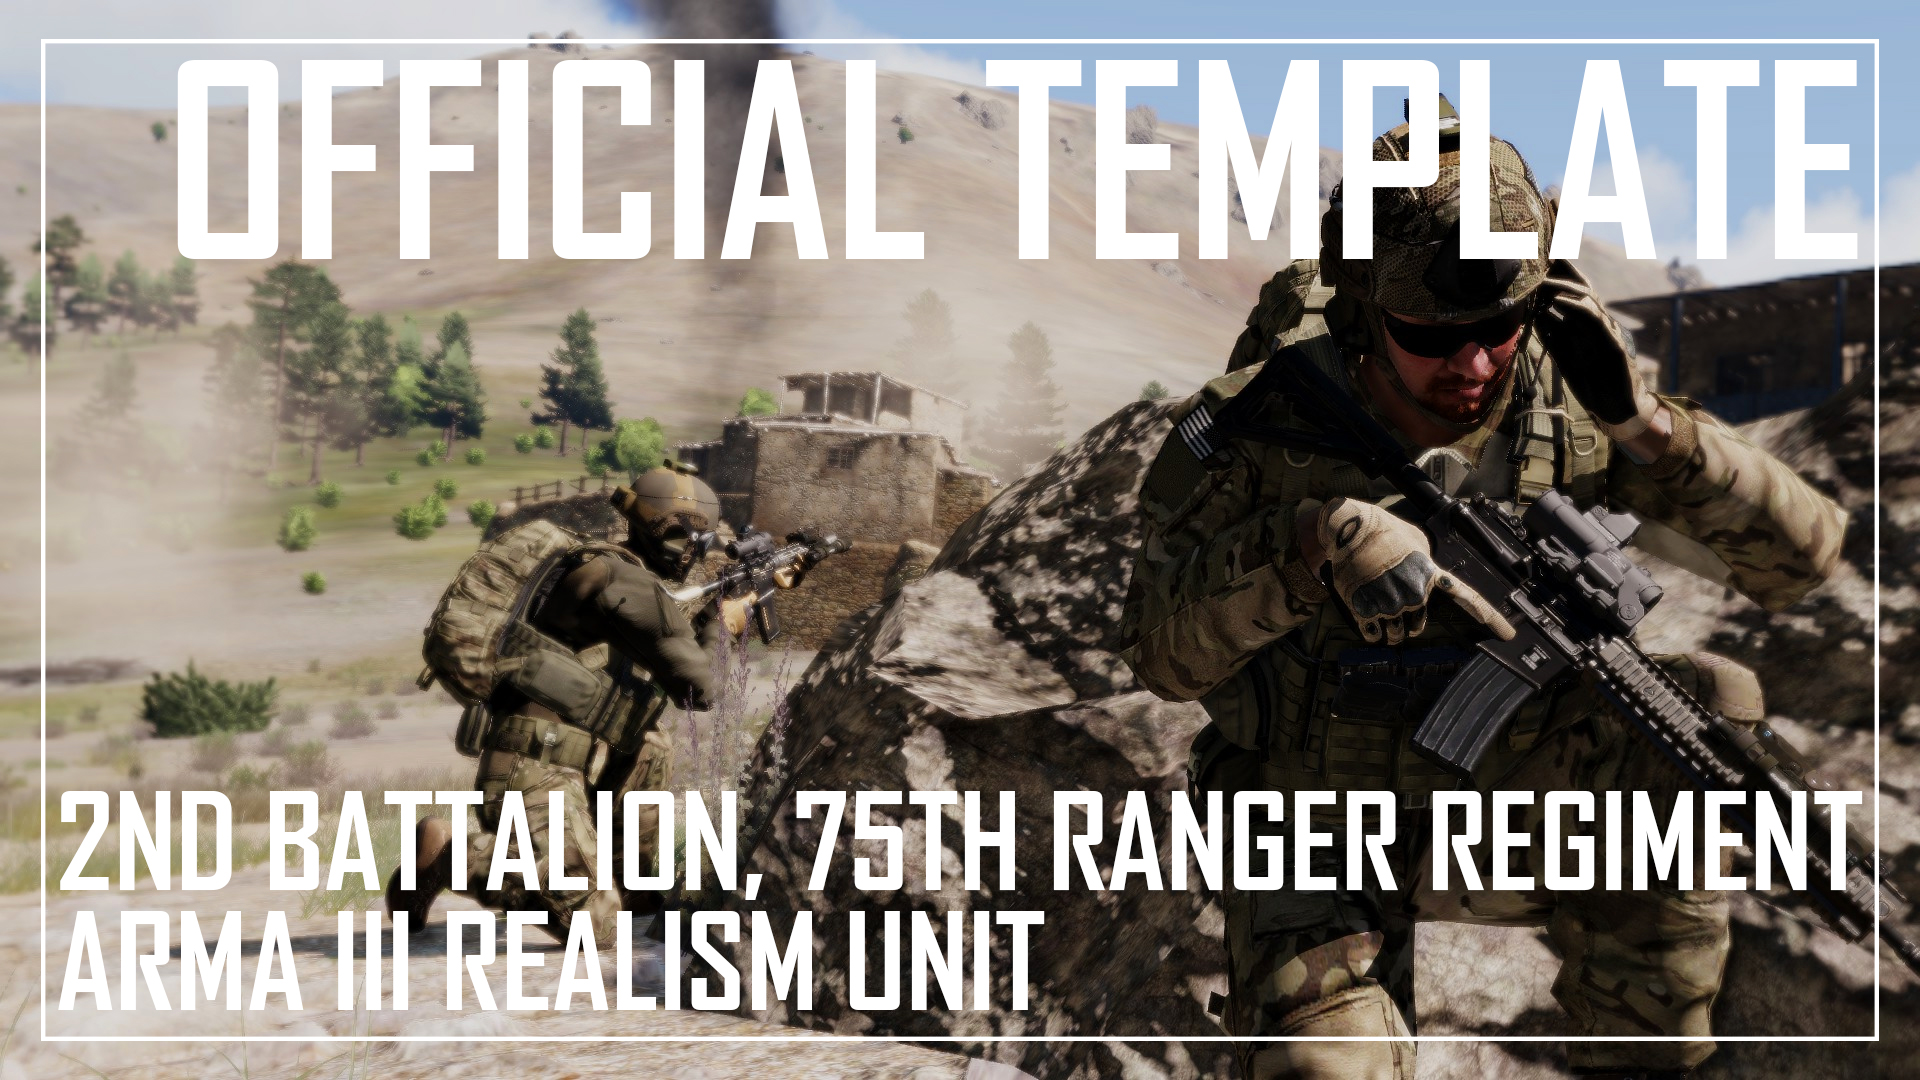 OFFICIAL TEMPLATE
2ND BATTALION, 75TH RANGER REGIMENT
ARMA III REALISM UNIT